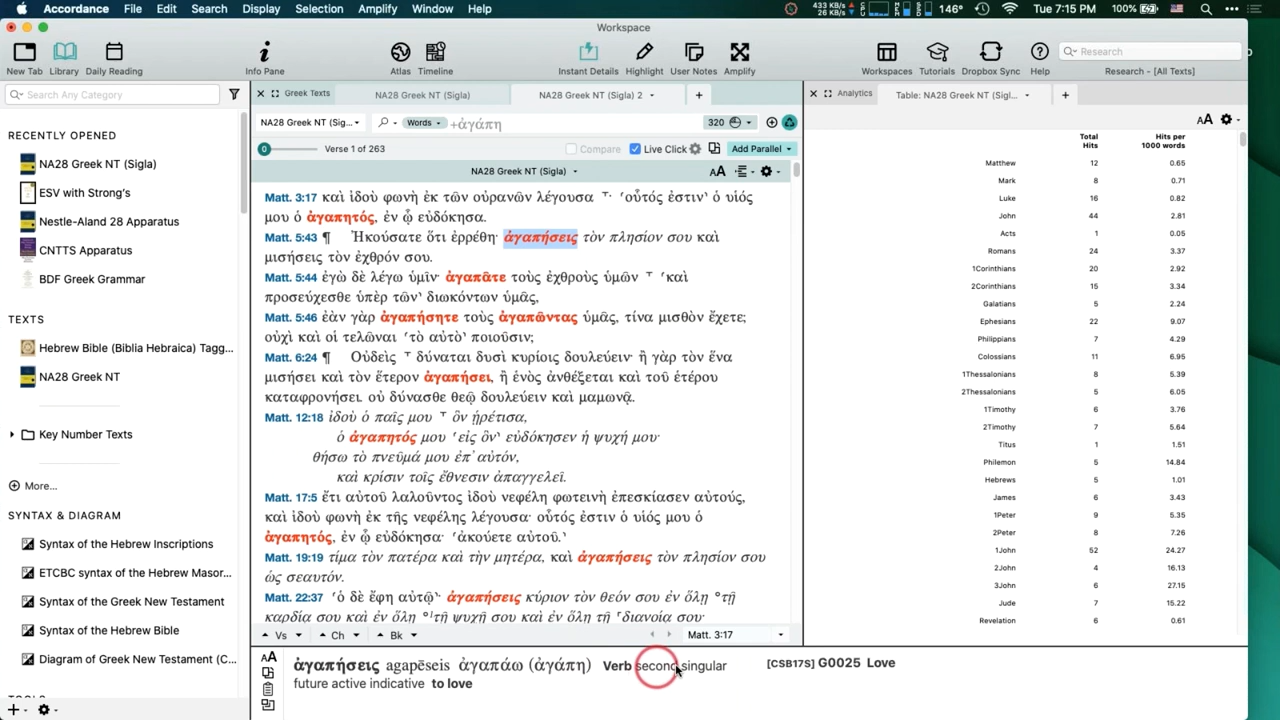 Accordance File Edit Search Display Selection Amplify Window Help
433 KB/s
26 KB/s
146° Tue 7:15 PM 100%
Workspace
New Tab Library Daily Reading Info Pane Atlas Timeline Instant Details Highlight User Notes Amplify Workspaces Tutorials Dropbox Sync Help
Research
Research - [All Texts]
Search Any Category
RECENTLY OPENED
NA28 Greek NT (Sigla)
ESV with Strong's
Nestle-Aland 28 Apparatus
CNTTS Apparatus
BDF Greek Grammar
TEXTS
Hebrew Bible (Biblia Hebraica) Tagg...
NA28 Greek NT
Key Number Texts
More...
SYNTAX & DIAGRAM
Syntax of the Hebrew Inscriptions
ETCBC syntax of the Hebrew Masor...
Syntax of the Greek New Testament
Syntax of the Hebrew Bible
Diagram of Greek New Testament (C...
Greek Texts NA28 Greek NT (Sigla) NA28 Greek NT (Sigla) 2 +
NA28 Greek NT (Sig... Words +ἀγάπη 320
0 Verse 1 of 263 Compare Live Click Add Parallel
NA28 Greek NT (Sigla) AA
Matt. 3:17 καὶ ἰδοὺ φωνὴ ἐκ τῶν οὐρανῶν λέγουσα ⸆· ⸂οὗτός ἐστιν⸃ ὁ υἱός
μου ὁ ἀγαπητός, ἐν ᾧ εὐδόκησα.
Matt. 5:43 ¶ Ἠκούσατε ὅτι ἐρρέθη· ἀγαπήσεις τὸν πλησίον σου καὶ
μισήσεις τὸν ἐχθρόν σου.
Matt. 5:44 ἐγὼ δὲ λέγω ὑμῖν· ἀγαπᾶτε τοὺς ἐχθροὺς ὑμῶν ⸆ ⸂καὶ
προσεύχεσθε ὑπὲρ τῶν⸃ διωκόντων ὑμᾶς,
Matt. 5:46 ἐὰν γὰρ ἀγαπήσητε τοὺς ἀγαπῶντας ὑμᾶς, τίνα μισθὸν ἔχετε;
οὐχὶ καὶ οἱ τελῶναι ⸂τὸ αὐτὸ⸃ ποιοῦσιν;
Matt. 6:24 ¶ Οὐδεὶς ⸆ δύναται δυσὶ κυρίοις δουλεύειν· ἢ γὰρ τὸν ἕνα
μισήσει καὶ τὸν ἕτερον ἀγαπήσει, ἢ ἑνὸς ἀνθέξεται καὶ τοῦ ἑτέρου
καταφρονήσει. οὐ δύνασθε θεῷ δουλεύειν καὶ μαμωνᾷ.
Matt. 12:18 ἰδοὺ ὁ παῖς μου ⸆ ὃν ᾑρέτισα,
ὁ ἀγαπητός μου ⸂εἰς ὃν⸃ εὐδόκησεν ἡ ψυχή μου·
θήσω τὸ πνεῦμά μου ἐπ᾿ αὐτόν,
καὶ κρίσιν τοῖς ἔθνεσιν ἀπαγγελεῖ.
Matt. 17:5 ἔτι αὐτοῦ λαλοῦντος ἰδοὺ νεφέλη φωτεινὴ ἐπεσκίασεν αὐτούς,
καὶ ἰδοὺ φωνὴ ἐκ τῆς νεφέλης λέγουσα· οὗτός ἐστιν ὁ υἱός μου ὁ
ἀγαπητός, ἐν ᾧ εὐδόκησα· ⸂ἀκούετε αὐτοῦ.⸃
Matt. 19:19 τίμα τὸν πατέρα καὶ τὴν μητέρα, καὶ ἀγαπήσεις τὸν πλησίον σου
ὡς σεαυτόν.
Matt. 22:37 ⸂ὁ δὲ ἔφη αὐτῷ⸃· ἀγαπήσεις κύριον τὸν θεόν σου ἐν ὅλῃ °τῇ
καρδίᾳ σου καὶ ἐν ὅλῃ °¹τῇ ψυχῇ σου καὶ ἐν ὅλῃ τῇ ⸂διανοίᾳ σου·
Vs Ch Bk Matt. 3:17
Analytics Table: NA28 Greek NT (Sigl... +
AA
Total Hits Hits per 1000 words
Matthew 12 0.65
Mark 8 0.71
Luke 16 0.82
John 44 2.81
Acts 1 0.05
Romans 24 3.37
1Corinthians 20 2.92
2Corinthians 15 3.34
Galatians 5 2.24
Ephesians 22 9.07
Philippians 7 4.29
Colossians 11 6.95
1Thessalonians 8 5.39
2Thessalonians 5 6.05
1Timothy 6 3.76
2Timothy 7 5.64
Titus 1 1.51
Philemon 5 14.84
Hebrews 5 1.01
James 6 3.43
1Peter 9 5.35
2Peter 8 7.26
1John 52 24.27
2John 4 16.13
3John 6 27.15
Jude 7 15.22
Revelation 6 0.61
AA ἀγαπήσεις agapēseis ἀγαπάω (ἀγάπη) Verb second singular [CSB17S] G0025 Love
future active indicative to love